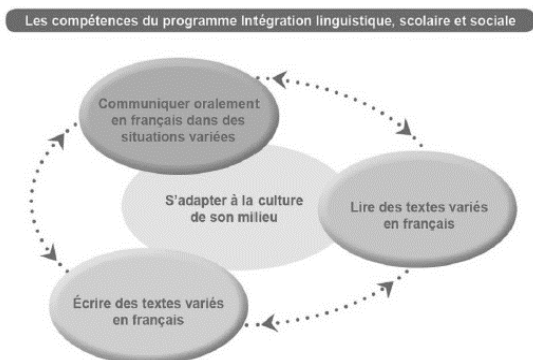 Les compétences du programme Intégration linguistique, scolaire et sociale
Communiquer oralement
en français dans des
situations variées
S'adapter à la culture
de son milieu
Lire des textes variés
en français
Écrire des textes variés
en français